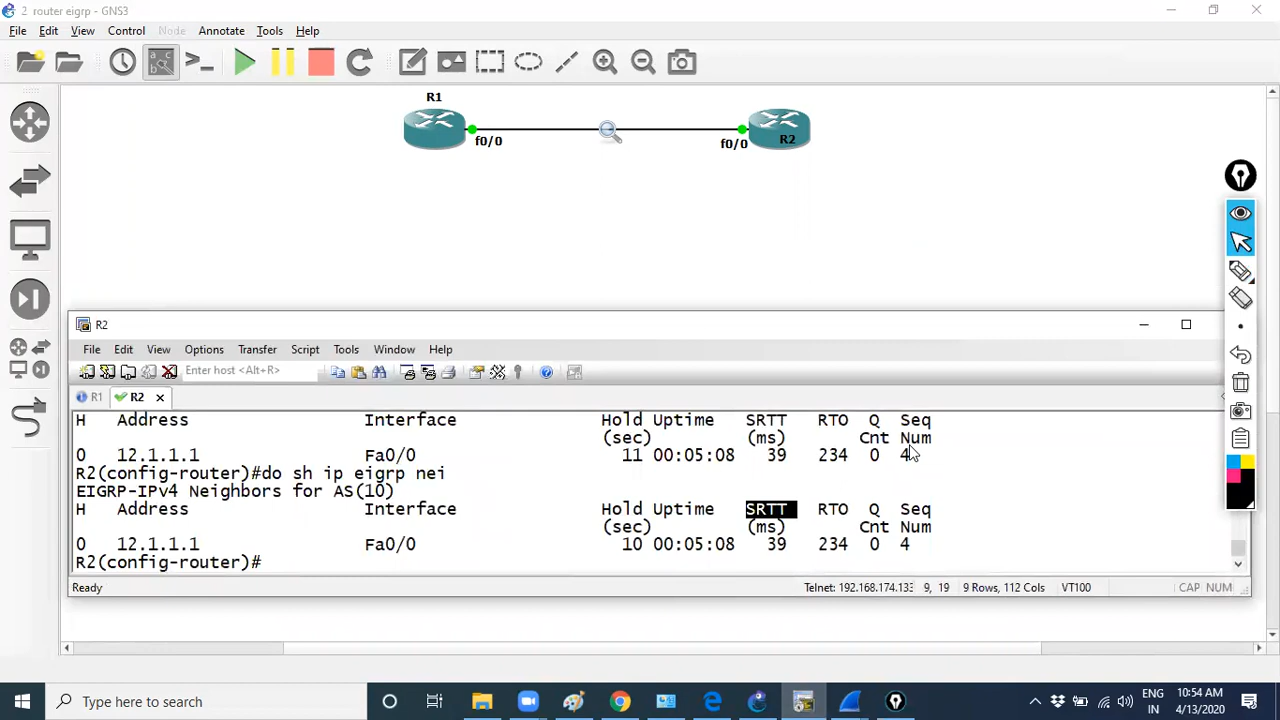 2 router eigrp - GNS3
File Edit View Control Node Annotate Tools Help
R1
f0/0
f0/0
R2
R2
File Edit View Options Transfer Script Tools Window Help
Enter host <Alt+R>
R1 R2
H Address Interface Hold Uptime SRTT RTO Q Seq
(sec) (ms) Cnt Num
0 12.1.1.1 Fa0/0 11 00:05:08 39 234 0 4
R2(config-router)#do sh ip eigrp nei
EIGRP-IPv4 Neighbors for AS(10)
H Address Interface Hold Uptime SRTT RTO Q Seq
(sec) (ms) Cnt Num
0 12.1.1.1 Fa0/0 10 00:05:08 39 234 0 4
R2(config-router)#
Ready Telnet: 192.168.174.133 9, 19 9 Rows, 112 Cols VT100 CAP NUM
Type here to search
ENG
IN
10:54 AM
4/13/2020